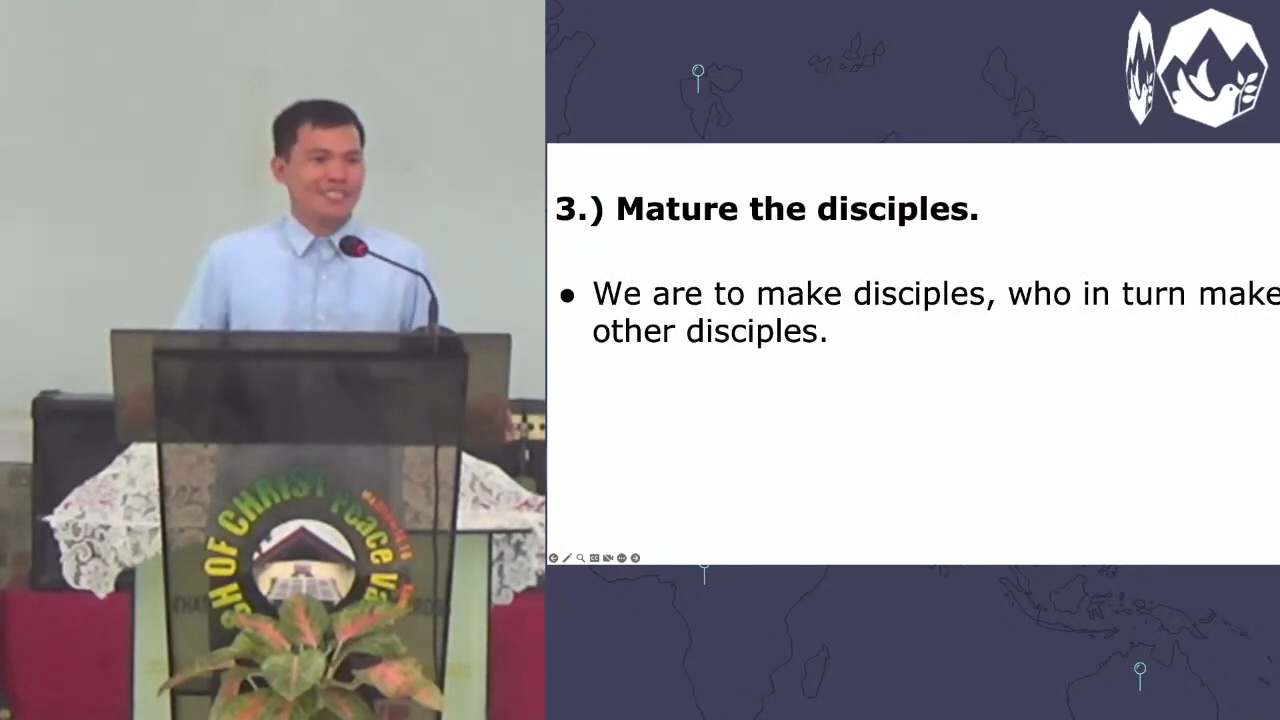 3.) Mature the disciples.
● We are to make disciples, who in turn make
other disciples.
OF CHRIST Peace Va